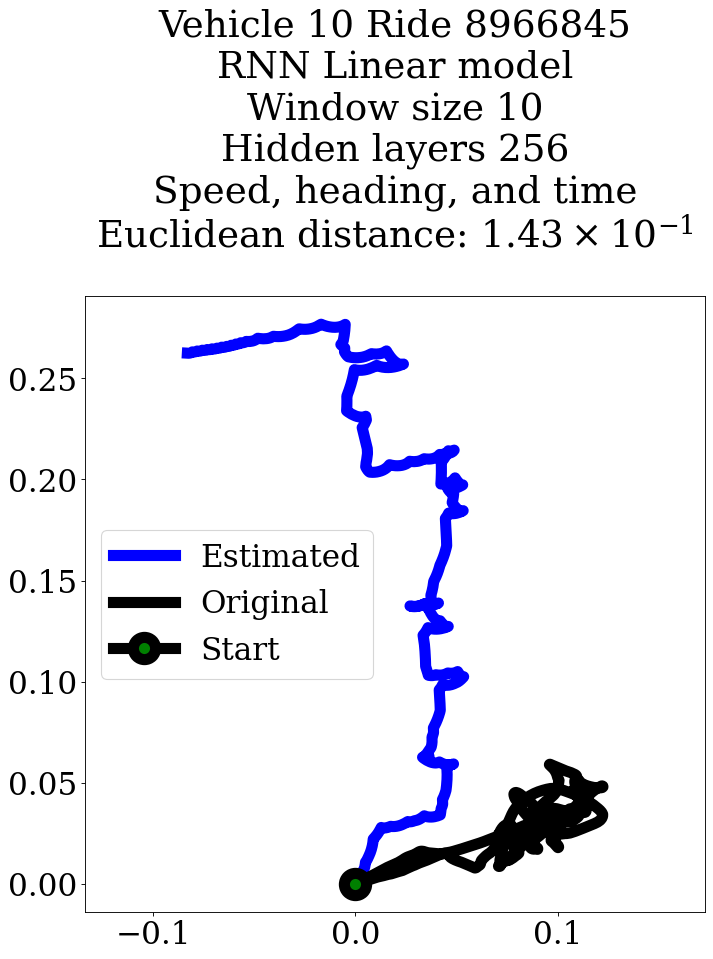 Vehicle 10 Ride 8966845
RNN Linear model
Window size 10
Hidden layers 256
Speed, heading, and time
Euclidean distance: 1.43 × 10⁻¹
0.25
0.20
0.15
0.10
0.05
0.00
Estimated
Original
Start
−0.1
0.0
0.1